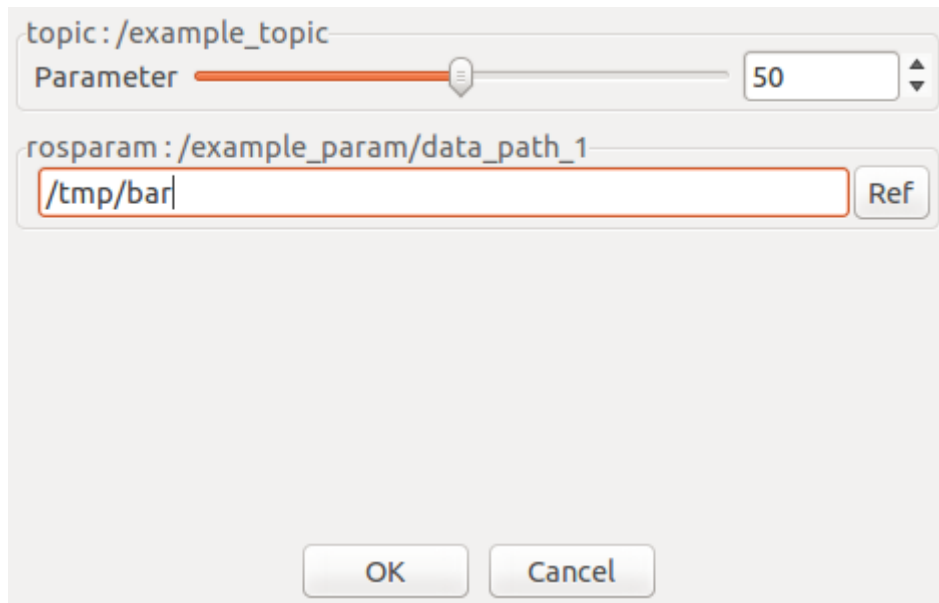 topic : /example_topic
Parameter 50
rosparam : /example_param/data_path_1
/tmp/bar Ref
OK Cancel